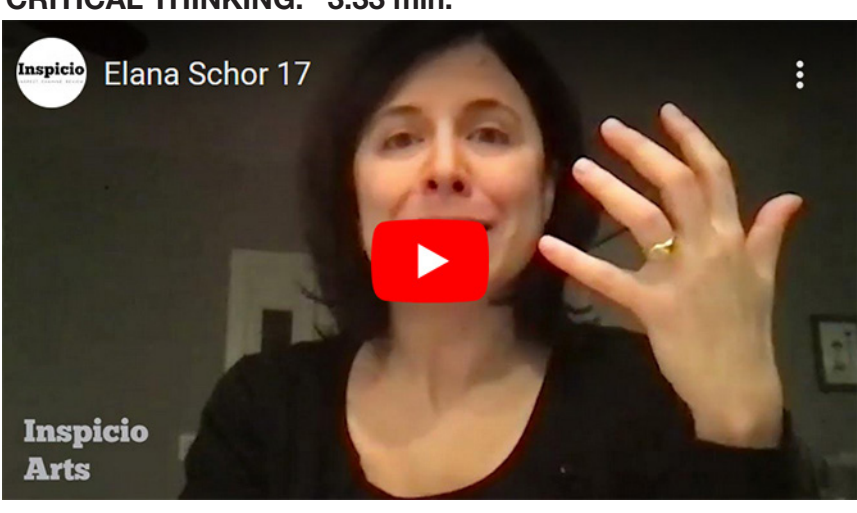 CRITICAL THINKING. 3:33 min.
Inspicio
Elana Schor 17
Inspicio
Arts